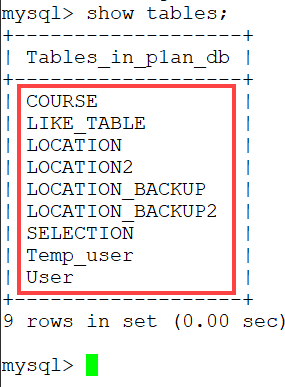 mysql> show tables;
+-------------------+
| Tables_in_p1an_db |
+-------------------+
| COURSE |
| LIKE_TABLE |
| LOCATION |
| LOCATION2 |
| LOCATION_BACKUP |
| LOCATION_BACKUP2 |
| SELECTION |
| Temp_user |
| User |
+-------------------+
9 rows in set (0.00 sec)
mysql>